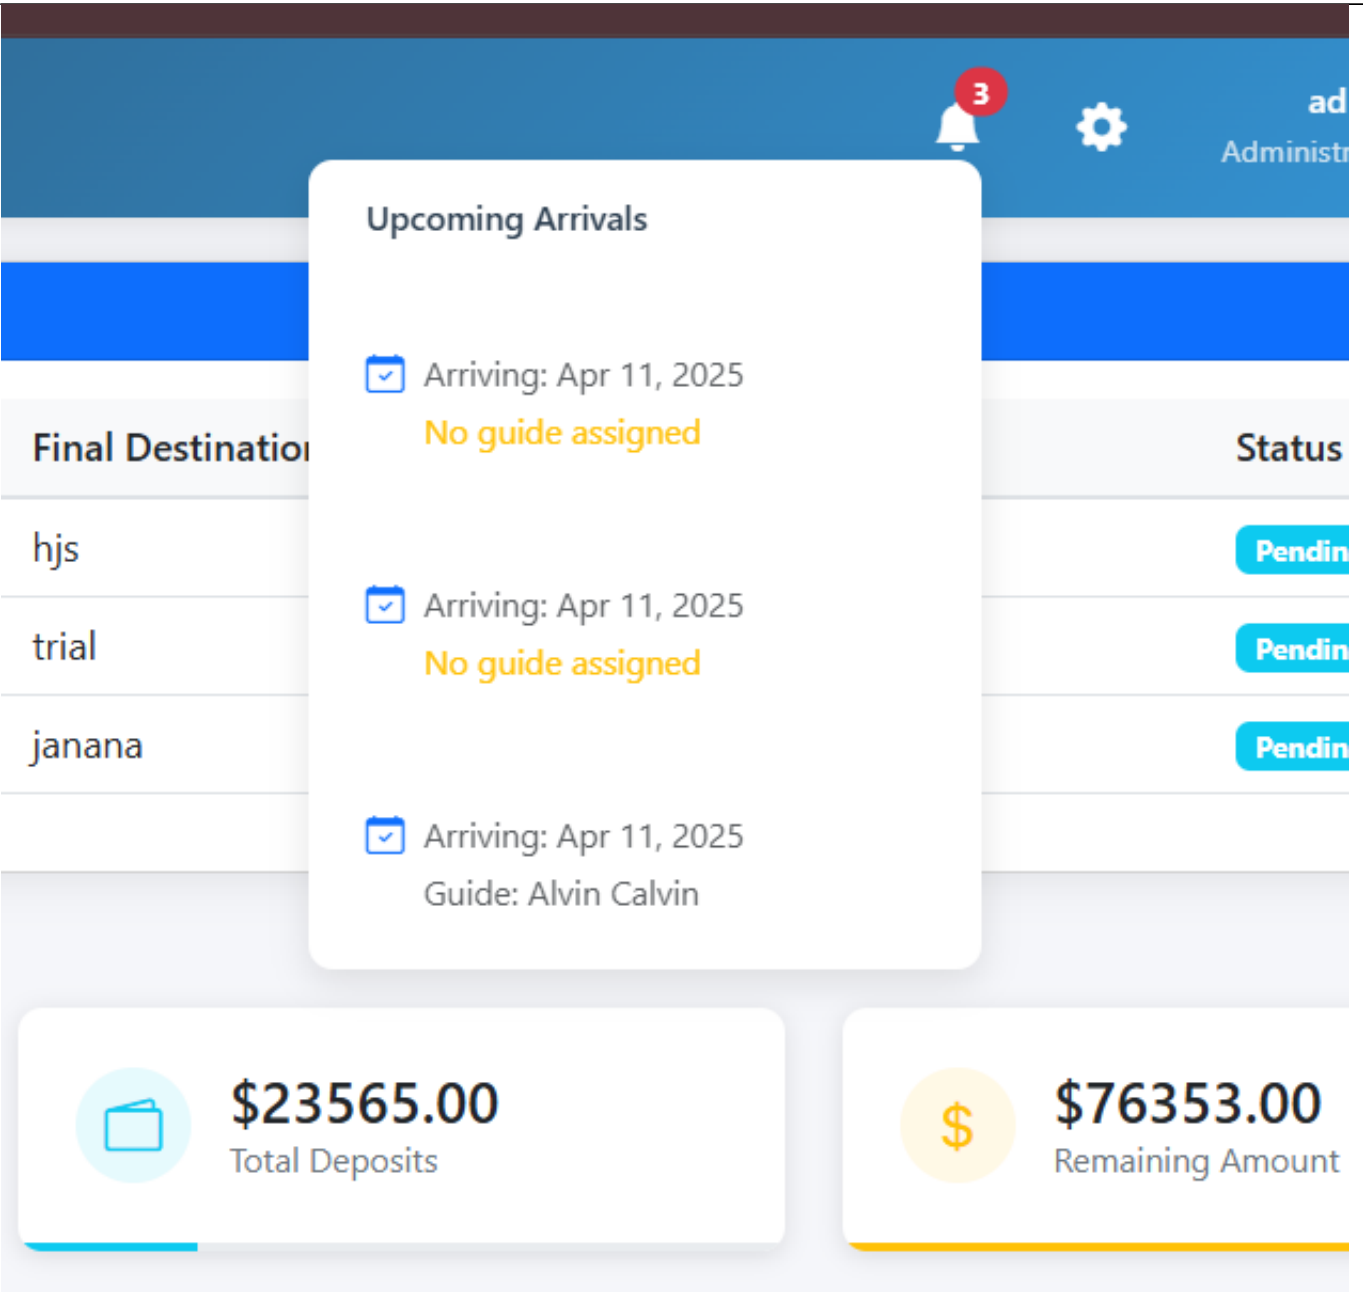 3
ad
Administr
Upcoming Arrivals
Arriving: Apr 11, 2025
No guide assigned
Arriving: Apr 11, 2025
No guide assigned
Arriving: Apr 11, 2025
Guide: Alvin Calvin
Final Destination Status
hjs Pendin
trial Pendin
janana Pendin
$23565.00
Total Deposits
$
$76353.00
Remaining Amount